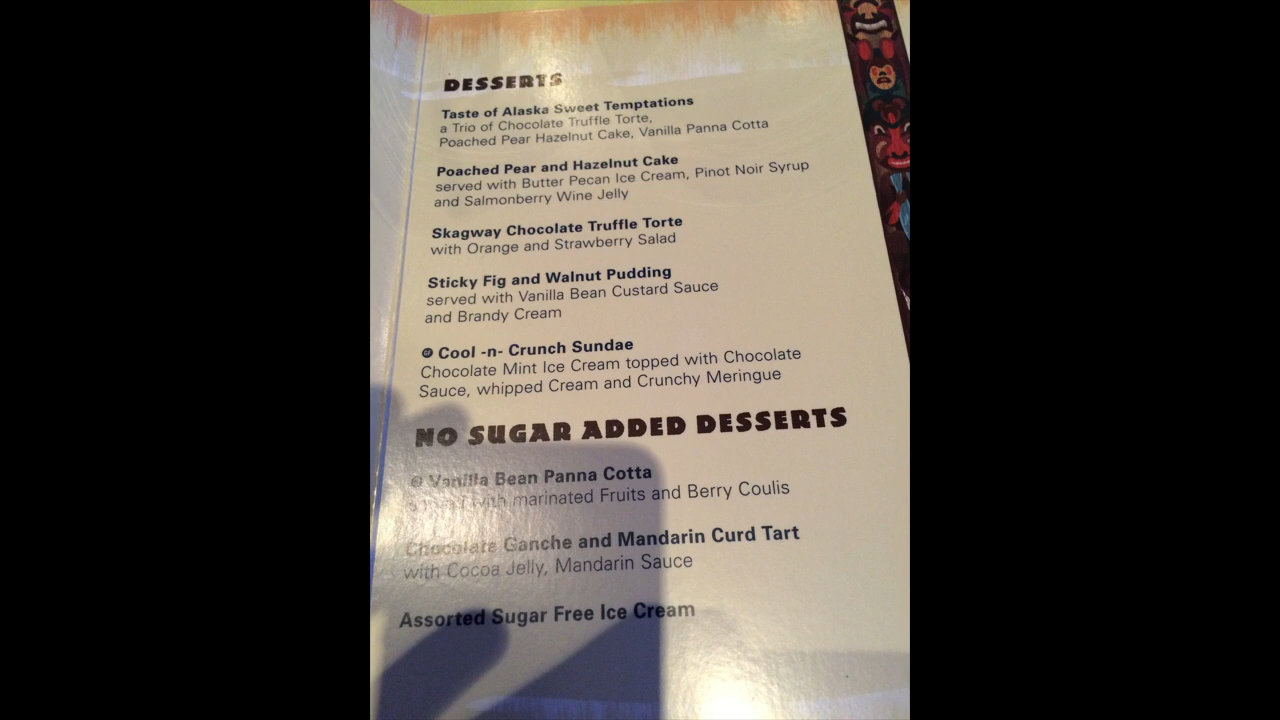 DESSERTS
Taste of Alaska Sweet Temptations
a Trio of Chocolate Truffle Torte,
Poached Pear Hazelnut Cake, Vanilla Panna Cotta
Poached Pear and Hazelnut Cake
served with Butter Pecan Ice Cream, Pinot Noir Syrup
and Salmonberry Wine Jelly
Skagway Chocolate Truffle Torte
with Orange and Strawberry Salad
Sticky Fig and Walnut Pudding
served with Vanilla Bean Custard Sauce
and Brandy Cream
GF Cool -n- Crunch Sundae
Chocolate Mint Ice Cream topped with Chocolate
Sauce, whipped Cream and Crunchy Meringue
NO SUGAR ADDED DESSERTS
Vanilla Bean Panna Cotta
with marinated Fruits and Berry Coulis
Chocolate Ganche and Mandarin Curd Tart
with Cocoa Jelly, Mandarin Sauce
Assorted Sugar Free Ice Cream